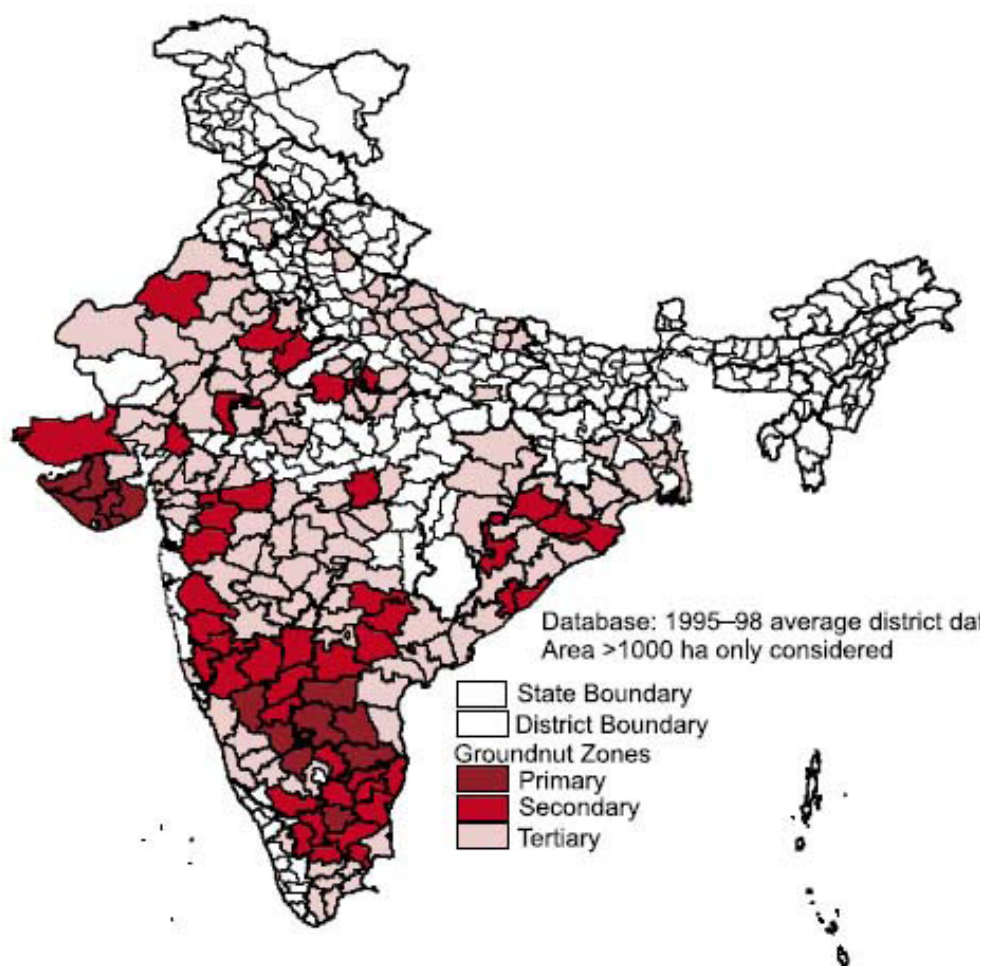 Database: 1995–98 average district dat
Area >1000 ha only considered
State Boundary
District Boundary
Groundnut Zones
Primary
Secondary
Tertiary